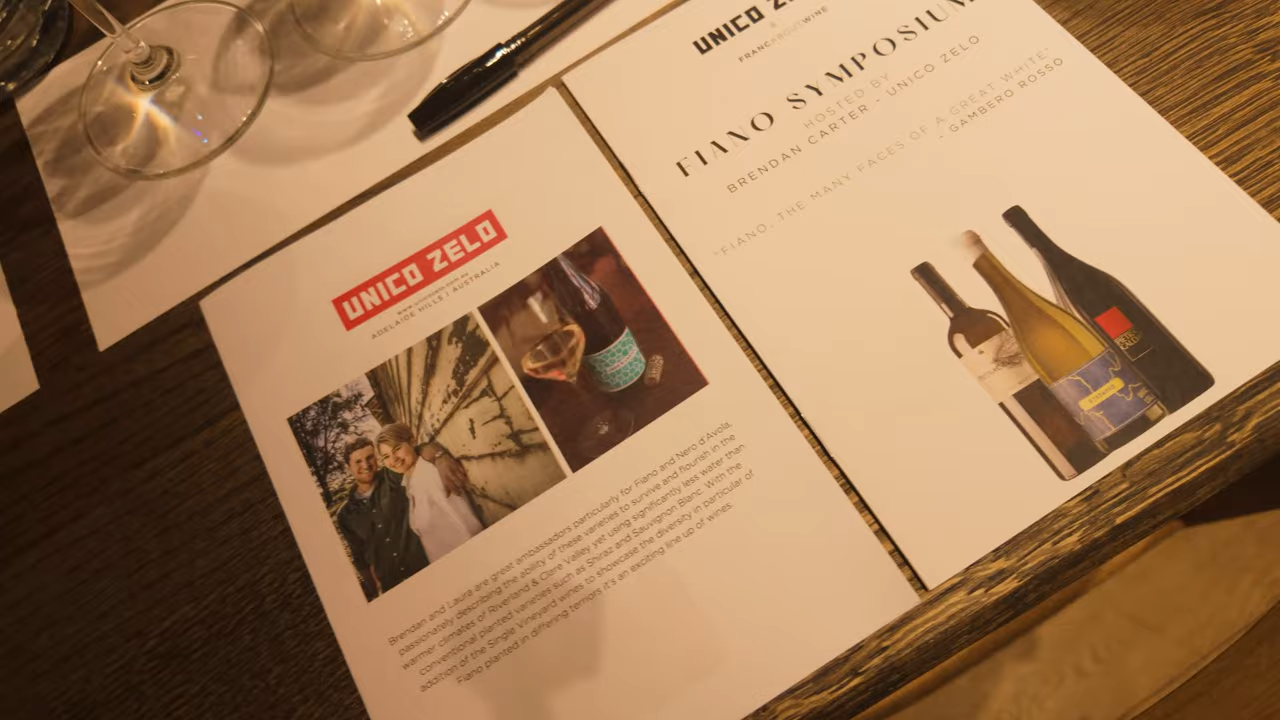 UNICO ZELO
www.unicozelo.com.au
ADELAIDE HILLS | AUSTRALIA
Brendan and Laura are great ambassadors particularly for Fiano and Nero d'Avola,
passionately describing the ability of these varieties to survive and flourish in the
warmer climates of Riverland & Clare Valley yet using significantly less water than
conventional planted varieties such as Shiraz and Sauvignon Blanc. With the
addition of the Single Vineyard wines to showcase the diversity in particular of
Fiano planted in differing terroirs it's an exciting line up of wines.
UNICO ZELO
&
FRANCABOUTWINE
FIANO SYMPOSIUM
HOSTED BY
BRENDAN CARTER - UNICO ZELO
"FIANO, THE MANY FACES OF A GREAT WHITE"
- GAMBERO ROSSO